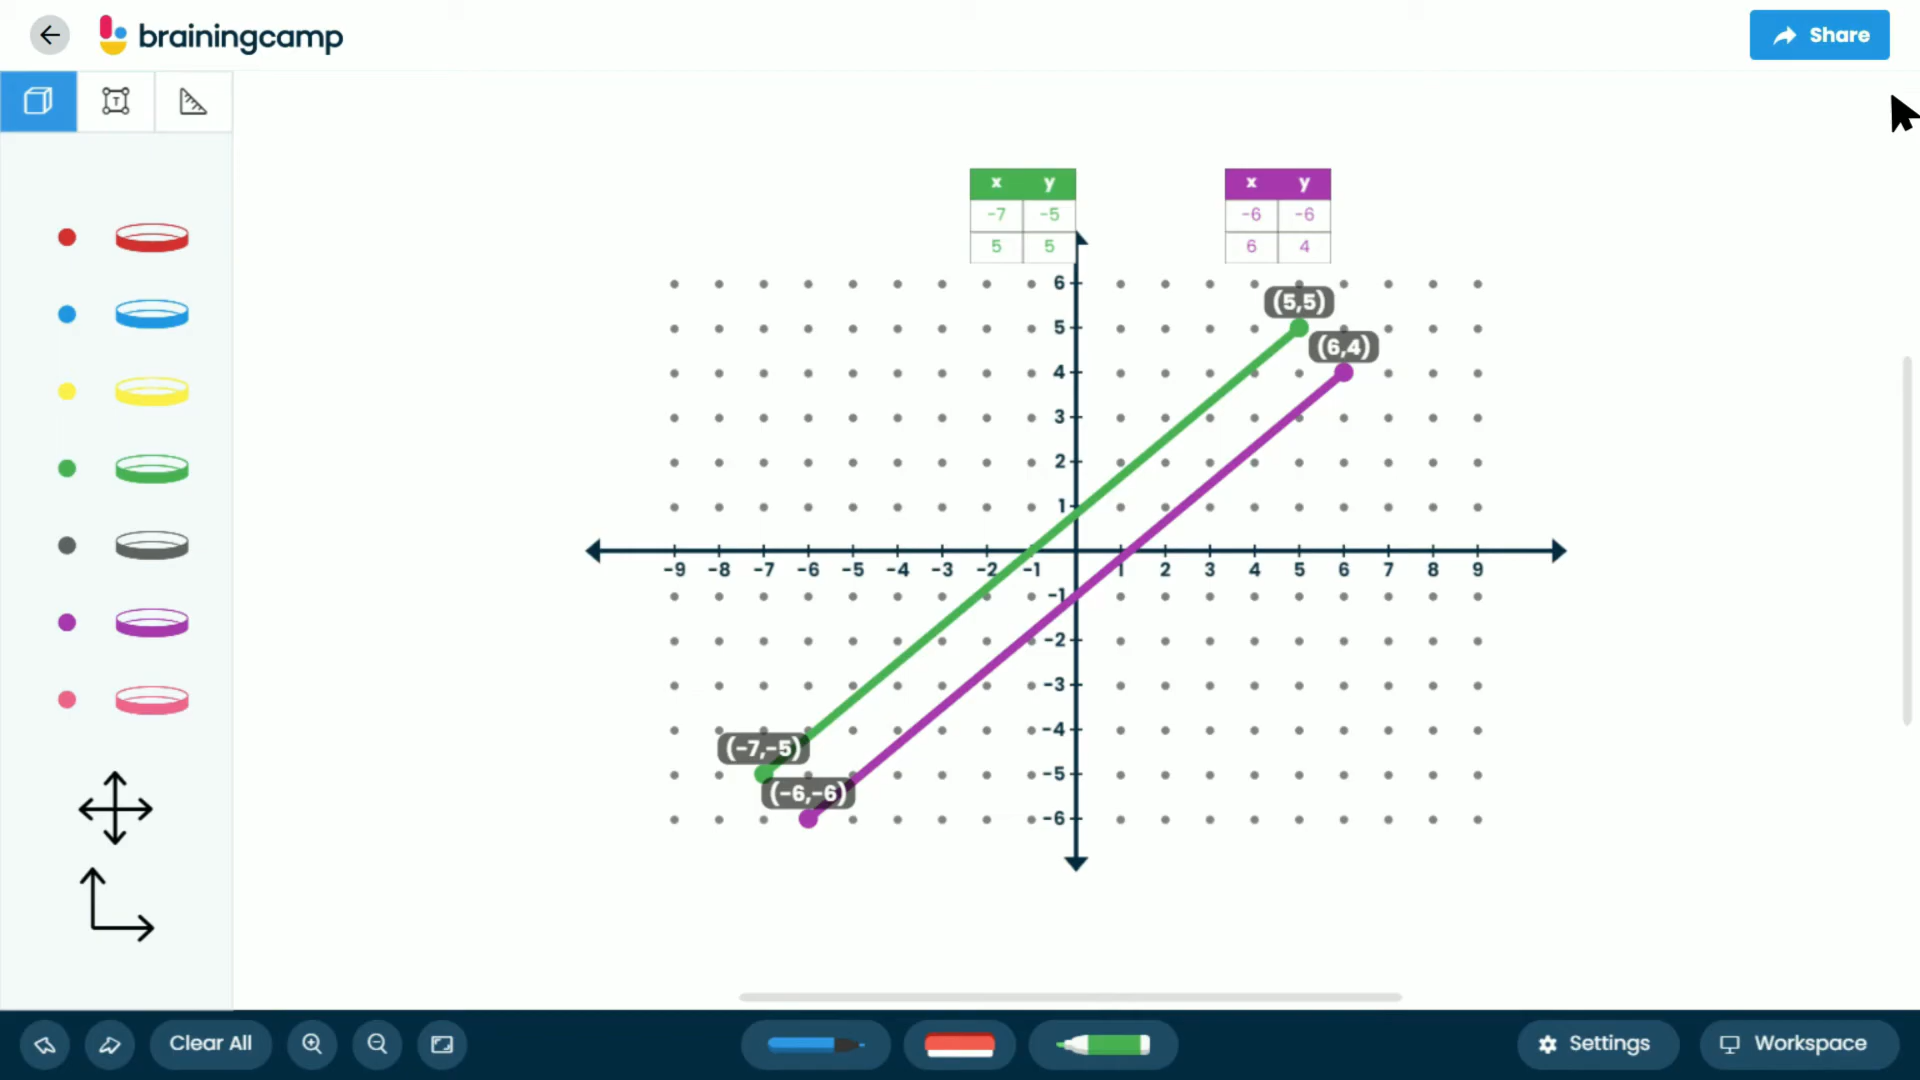 brainingcamp
Share
T
x y
-7 -5
5 5
x y
-6 -6
6 4
6
(5,5)
5
(6,4)
4
3
2
1
-9 -8 -7 -6 -5 -4 -3 -2 -1 1 2 3 4 5 6 7 8 9
-1
-2
-3
-4
(-7,-5)
-5
(-6,-6)
-6
Clear All
Settings
Workspace